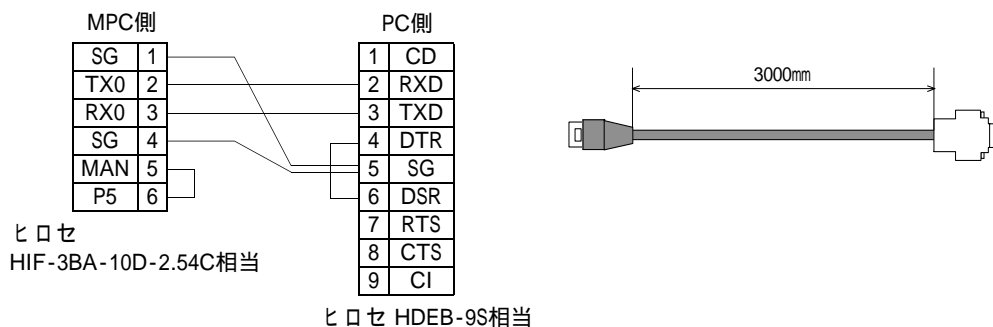 MPC側
SG 1
TX0 2
RX0 3
SG 4
MAN 5
P5 6
ヒロセ
HIF-3BA-10D-2.54C相当
PC側
1 CD
2 RXD
3 TXD
4 DTR
5 SG
6 DSR
7 RTS
8 CTS
9 CI
ヒロセ HDEB-9S相当
3000mm